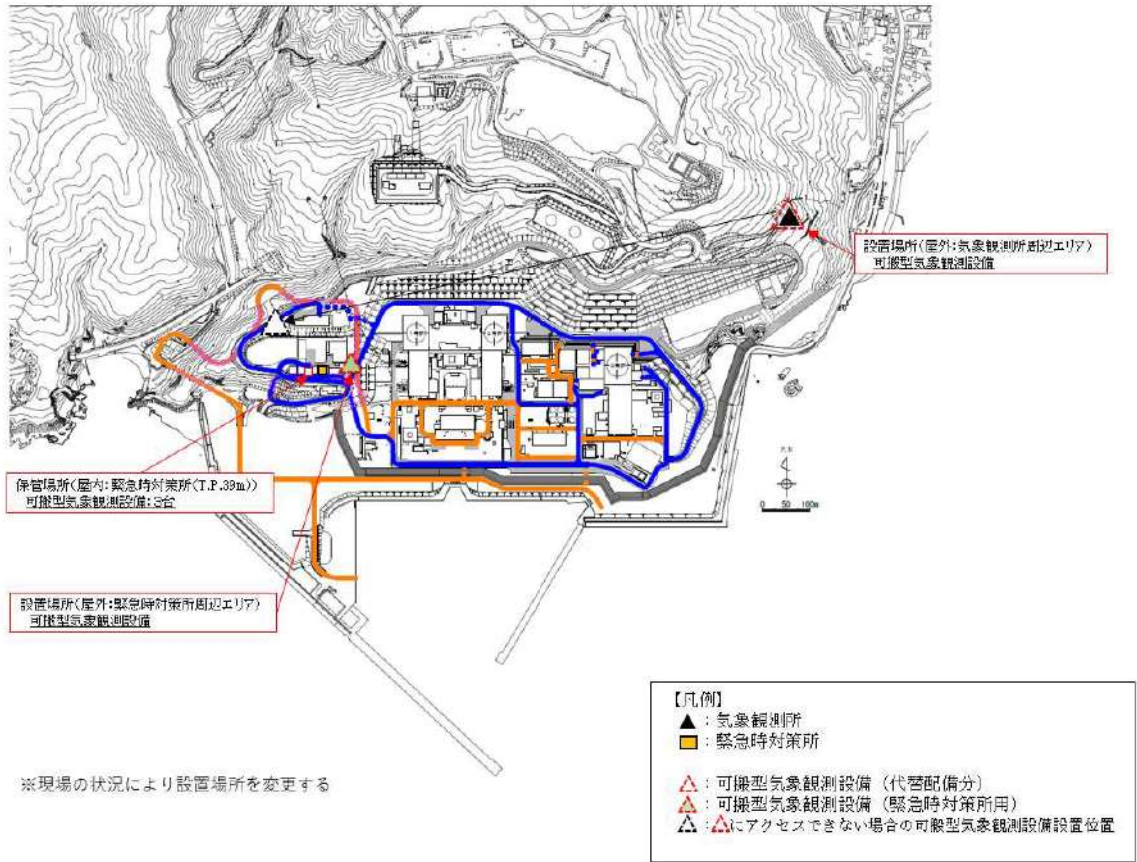 設置場所(屋外:気象観測所周辺エリア)
可搬型気象観測設備
保管場所(屋内:緊急時対策所(T.P.39m))
可搬型気象観測設備:3台
0 50 100m
設置場所(屋外:緊急時対策所周辺エリア)
可搬型気象観測設備
※現場の状況により設置場所を変更する
【凡例】
▲:気象観測所
:緊急時対策所
△:可搬型気象観測設備(代替配備分)
△:可搬型気象観測設備(緊急時対策所用)
△:△にアクセスできない場合の可搬型気象観測設備設置位置